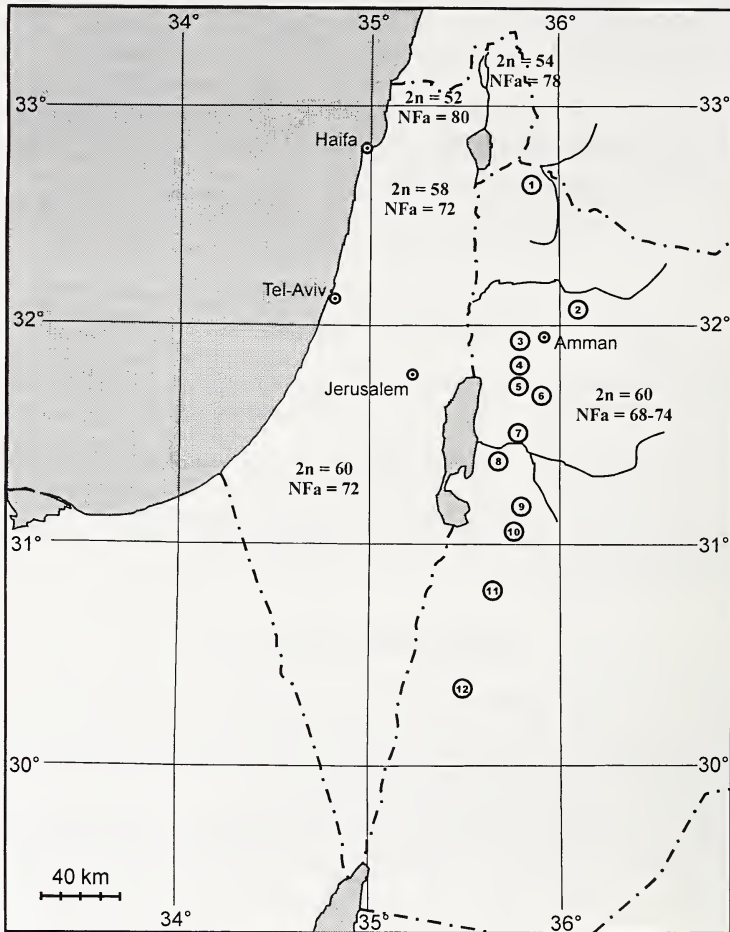 34°
35°
36°
2n = 54
NFa = 78
33°
2n = 52
NFa = 80
33°
Haifa
1
2n = 58
NFa = 72
Tel-Aviv
2
32°
32°
3
Amman
4
Jerusalem
5
6
2n = 60
NFa = 68-74
7
8
2n = 60
NFa = 72
9
10
31°
31°
11
12
30°
30°
40 km
34°
35°
36°